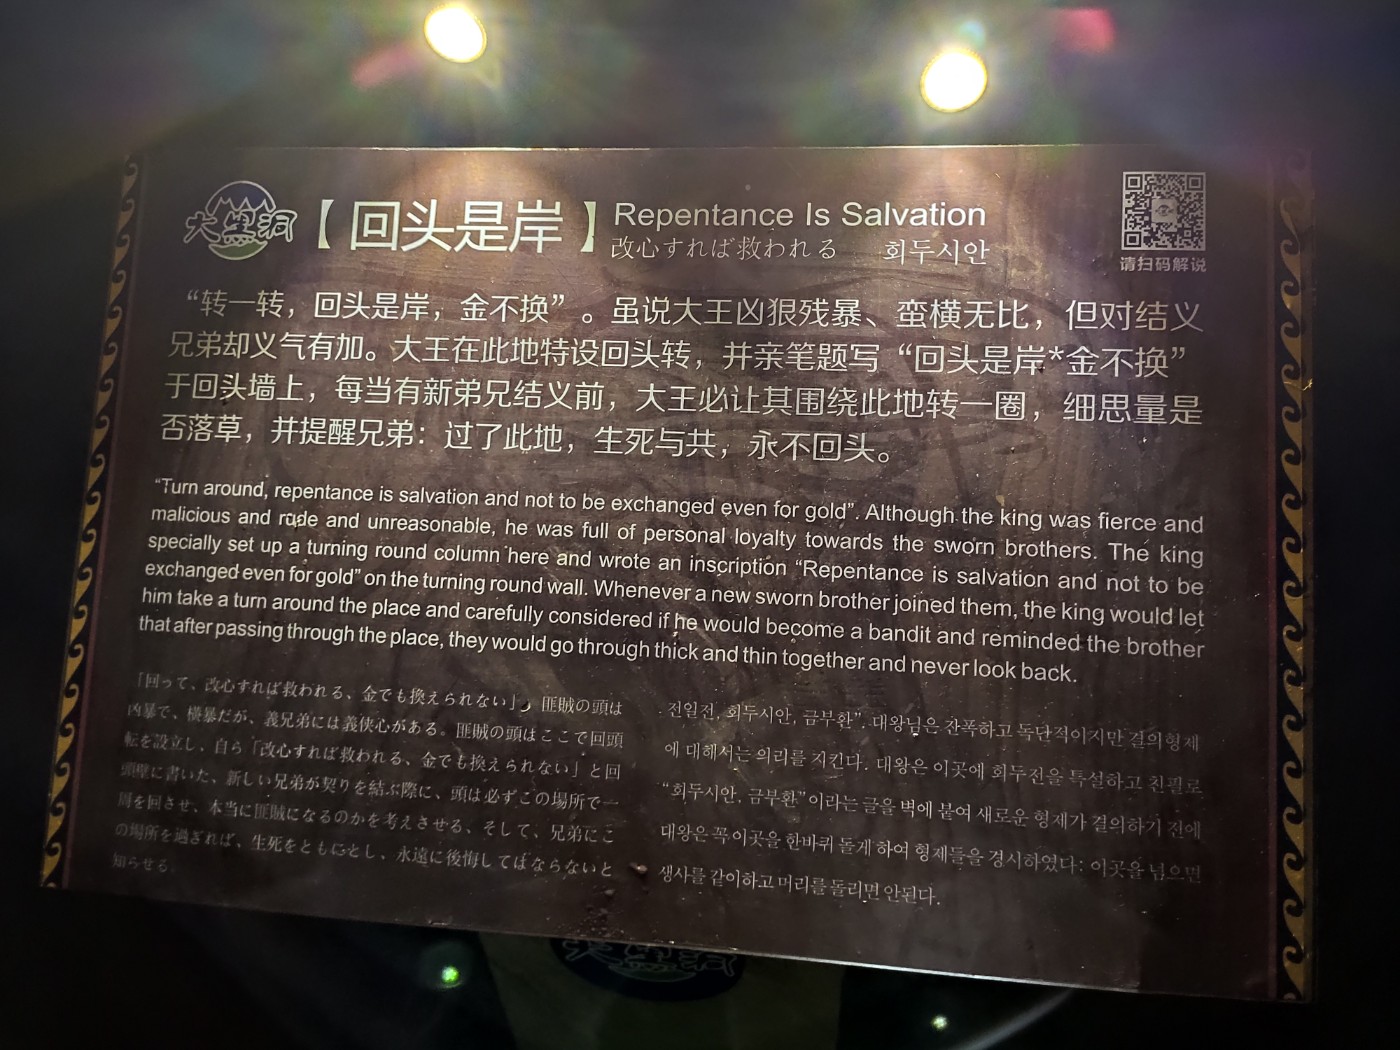 大黑洞
【回头是岸】
Repentance Is Salvation
改心すれば救われる 회두시안
请扫码解说
“转一转，回头是岸，金不换”。虽说大王凶狠残暴、蛮横无比，但对结义
兄弟却义气有加。大王在此地特设回头转，并亲笔题写“回头是岸*金不换”
于回头墙上，每当有新弟兄结义前，大王必让其围绕此地转一圈，细思量是
否落草，并提醒兄弟：过了此地，生死与共，永不回头。
“Turn around, repentance is salvation and not to be exchanged even for gold”. Although the king was fierce and
malicious and rude and unreasonable, he was full of personal loyalty towards the sworn brothers. The king
specially set up a turning round column here and wrote an inscription “Repentance is salvation and not to be
exchanged even for gold” on the turning round wall. Whenever a new sworn brother joined them, the king would let
him take a turn around the place and carefully considered if he would become a bandit and reminded the brother
that after passing through the place, they would go through thick and thin together and never look back.
「回って、改心すれば救われる、金でも換えられない」。匪賊の頭は
凶暴で、横暴だが、義兄弟には義侠心がある。匪賊の頭はここで回頭
転を設立し、自ら「改心すれば救われる、金でも換えられない」と回
頭壁に書いた、新しい兄弟が契りを結ぶ際に、頭は必ずこの場所で一
周を回させ、本当に匪賊になるのかを考えさせる、そして、兄弟にこ
の場所を過ぎれば、生死をともにとし、永遠に後悔してはならないと
知らせる。
전일전, 회두시안, 금부환”. 대왕님은 잔폭하고 독단적이지만 결의형제
에 대해서는 의리를 지킨다. 대왕은 이곳에 회두전을 특설하고 친필로
“회두시안, 금부환”이라는 글을 벽에 붙여 새로운 형제가 결의하기 전에
대왕은 꼭 이곳을 한바퀴 돌게 하여 형제들을 경시하였다: 이곳을 넘으면
생사를 같이하고 머리를 돌리면 안된다.
大黑洞